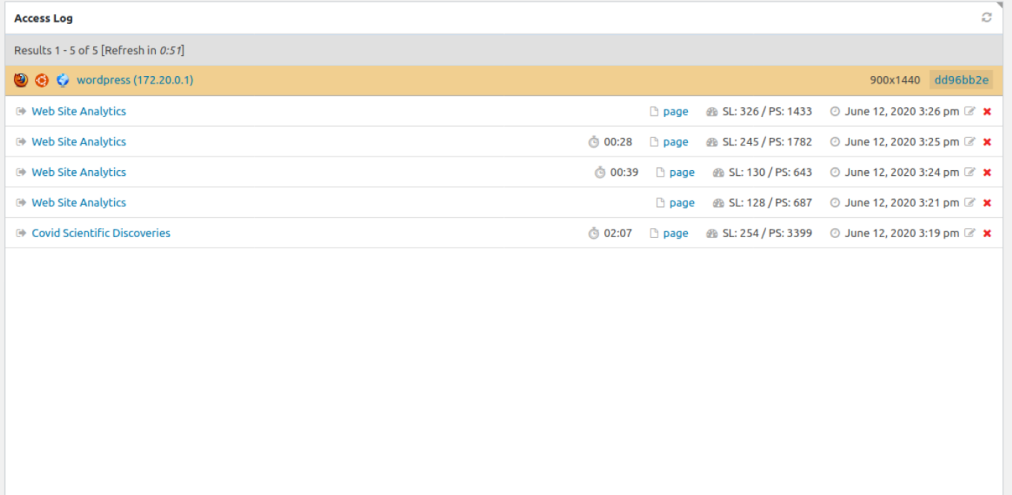 Access Log
Results 1 - 5 of 5 [Refresh in 0:51]
wordpress (172.20.0.1) 900x1440 dd96bb2e
Web Site Analytics page SL: 326 / PS: 1433 June 12, 2020 3:26 pm
Web Site Analytics 00:28 page SL: 245 / PS: 1782 June 12, 2020 3:25 pm
Web Site Analytics 00:39 page SL: 130 / PS: 643 June 12, 2020 3:24 pm
Web Site Analytics page SL: 128 / PS: 687 June 12, 2020 3:21 pm
Covid Scientific Discoveries 02:07 page SL: 254 / PS: 3399 June 12, 2020 3:19 pm